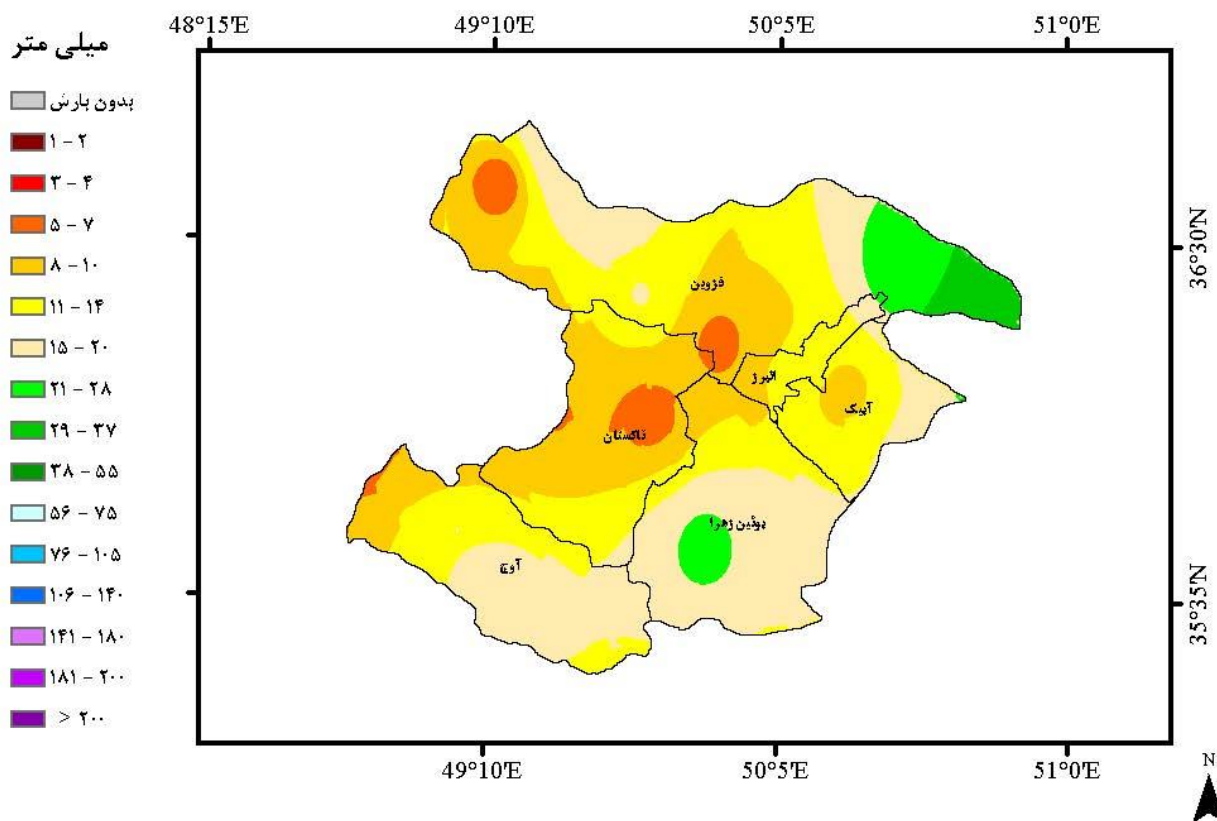 48°15'E 49°10'E 50°5'E 51°0'E
میلی متر
بدون بارش
۱ - ۲
۳ - ۴
۵ - ۷
۸ - ۱۰
۱۱ - ۱۴
۱۵ - ۲۰
۲۱ - ۲۸
۲۹ - ۳۷
۳۸ - ۵۵
۵۶ - ۷۵
۷۶ - ۱۰۵
۱۰۶ - ۱۴۰
۱۴۱ - ۱۸۰
۱۸۱ - ۲۰۰
> ۲۰۰
قزوین
البرز
آبیک
تاکستان
بوئین زهرا
آوج
36°30'N
35°35'N
49°10'E 50°5'E 51°0'E
N